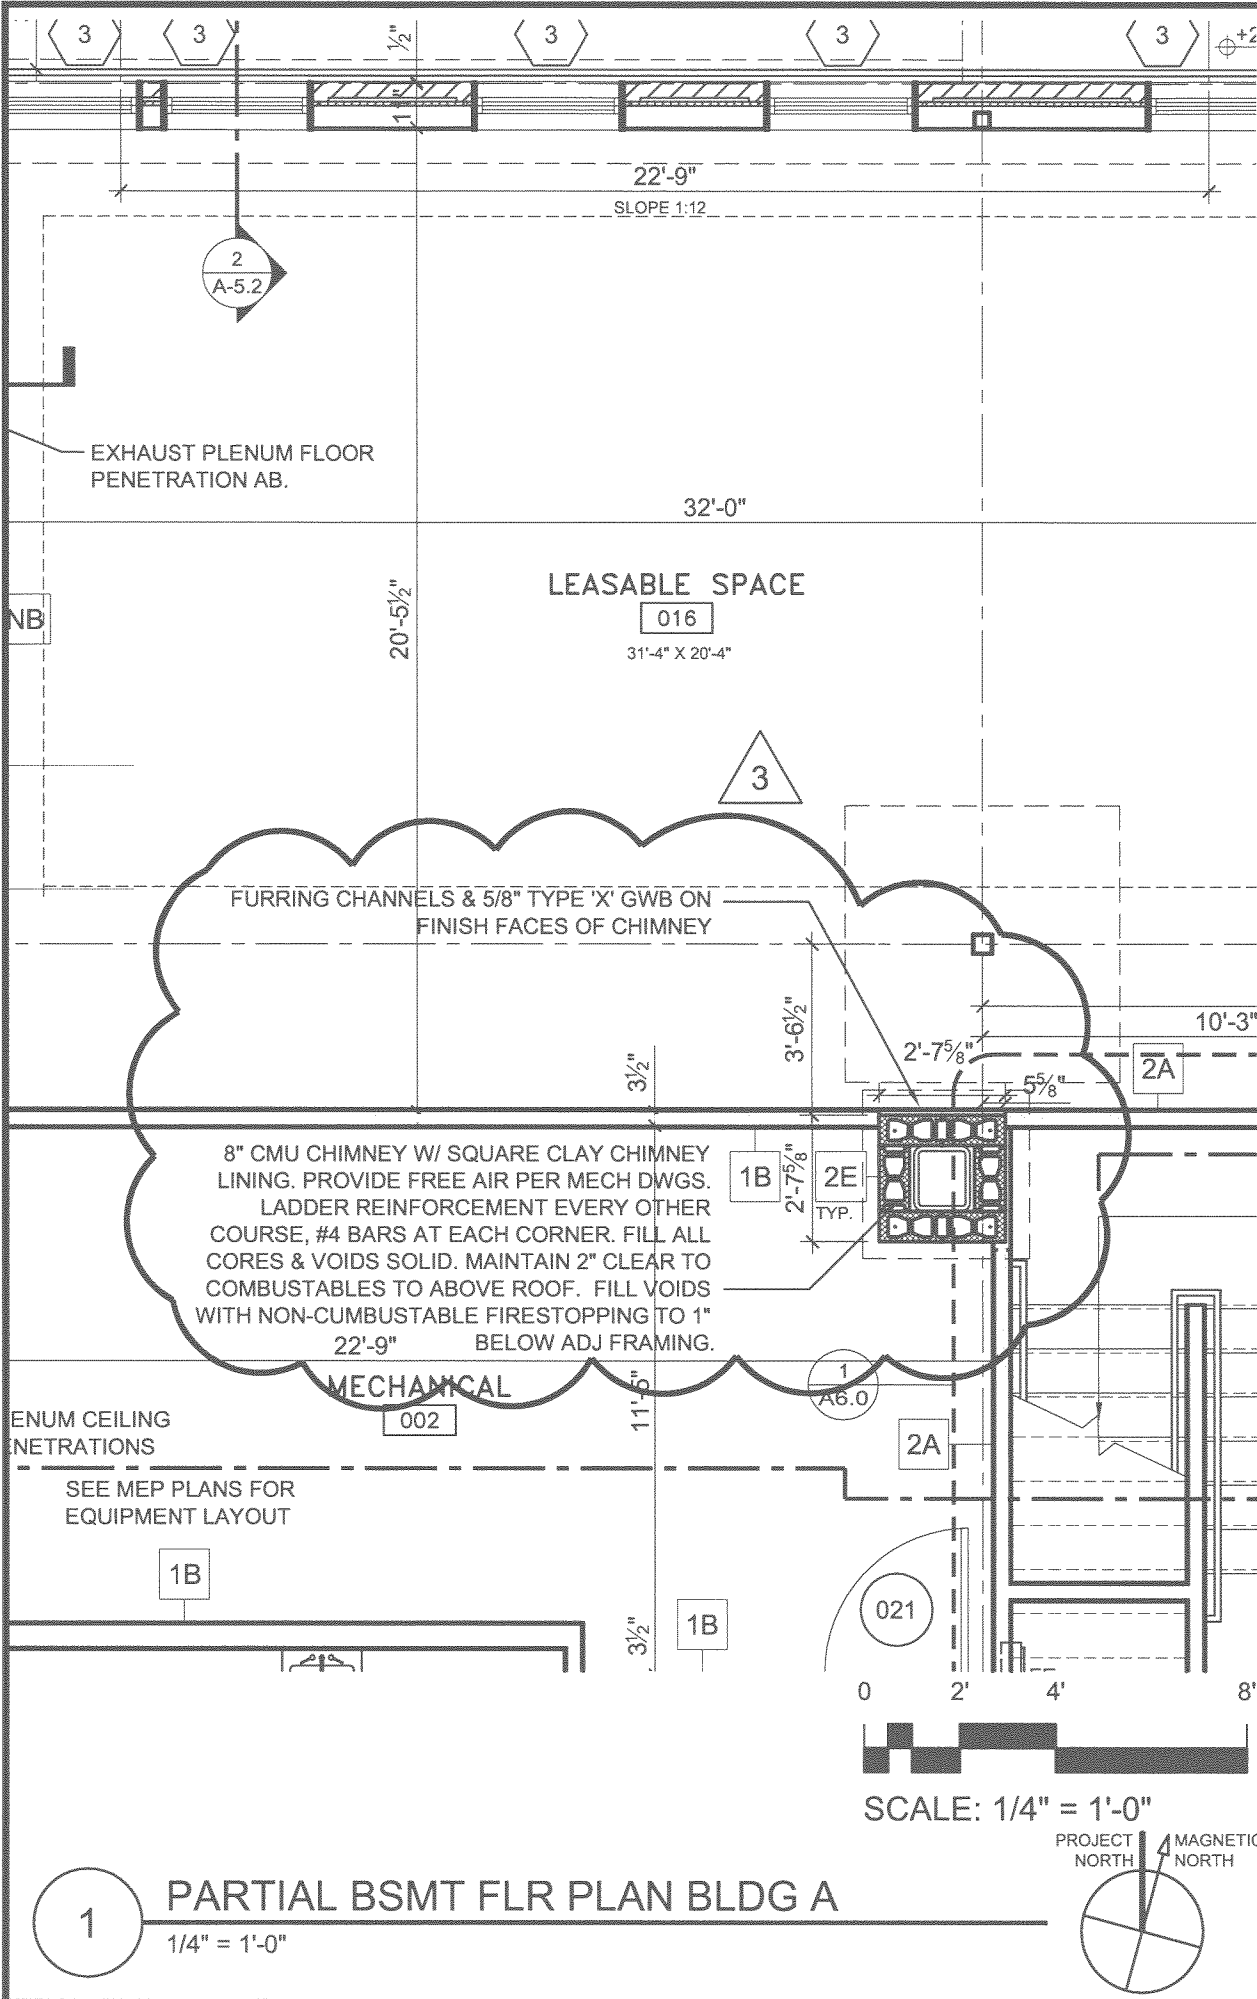 3
3
3
3
3
½"
1'-1"
22'-9"
SLOPE 1:12
2
A-5.2
EXHAUST PLENUM FLOOR
PENETRATION AB.
32'-0"
20'-5½"
LEASABLE SPACE
016
31'-4" X 20'-4"
NB
3
FURRING CHANNELS & 5/8" TYPE 'X' GWB ON
FINISH FACES OF CHIMNEY
3'-6½"
10'-3"
2'-7⅝"
5⅝"
2A
3½"
8" CMU CHIMNEY W/ SQUARE CLAY CHIMNEY
LINING. PROVIDE FREE AIR PER MECH DWGS.
LADDER REINFORCEMENT EVERY OTHER
COURSE, #4 BARS AT EACH CORNER. FILL ALL
CORES & VOIDS SOLID. MAINTAIN 2" CLEAR TO
COMBUSTABLES TO ABOVE ROOF. FILL VOIDS
WITH NON-CUMBUSTABLE FIRESTOPPING TO 1"
BELOW ADJ FRAMING.
1B
2E
TYP.
2'-7⅝"
22'-9"
MECHANICAL
002
1
A6.0
2A
ENUM CEILING
ENETRATIONS
SEE MEP PLANS FOR
EQUIPMENT LAYOUT
1B
1B
3½"
021
0 2' 4' 8'
SCALE: 1/4" = 1'-0"
PROJECT
NORTH
MAGNETIC
NORTH
1
PARTIAL BSMT FLR PLAN BLDG A
1/4" = 1'-0"